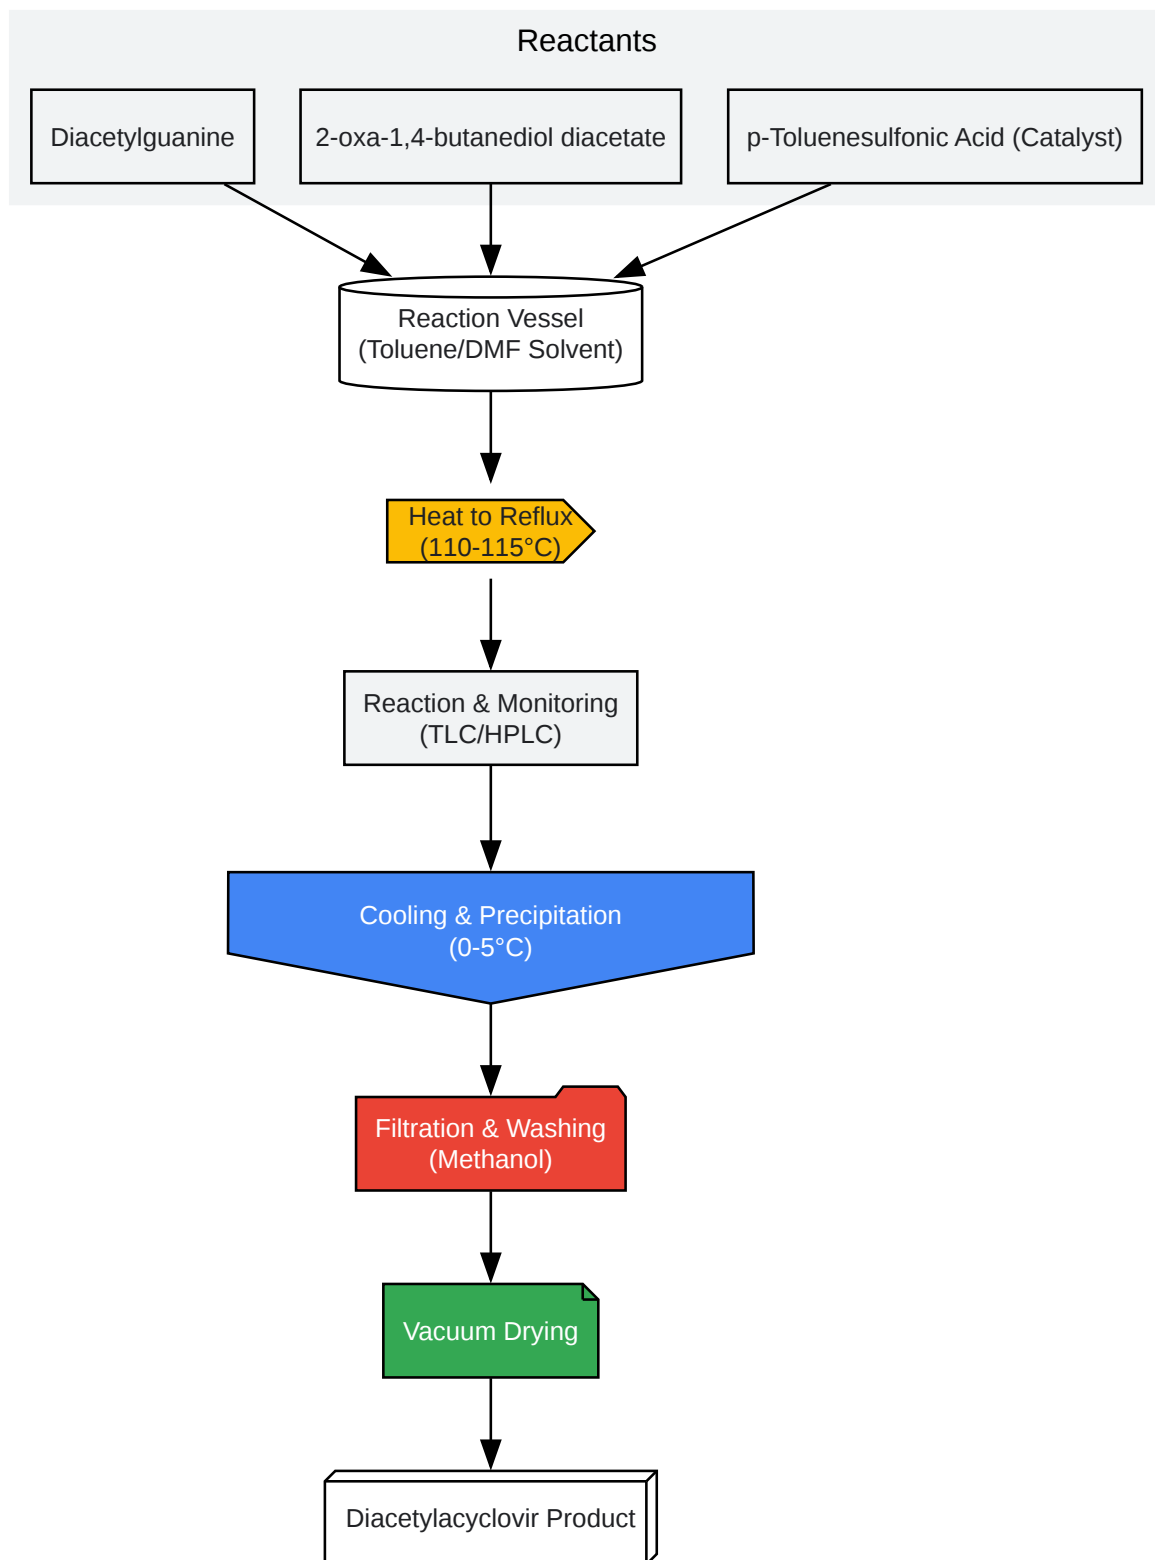 Reactants
Diacetylguanine
2-oxa-1,4-butanediol diacetate
p-Toluenesulfonic Acid (Catalyst)
Reaction Vessel
(Toluene/DMF Solvent)
Heat to Reflux
(110-115°C)
Reaction & Monitoring
(TLC/HPLC)
Cooling & Precipitation
(0-5°C)
Filtration & Washing
(Methanol)
Vacuum Drying
Diacetylacyclovir Product